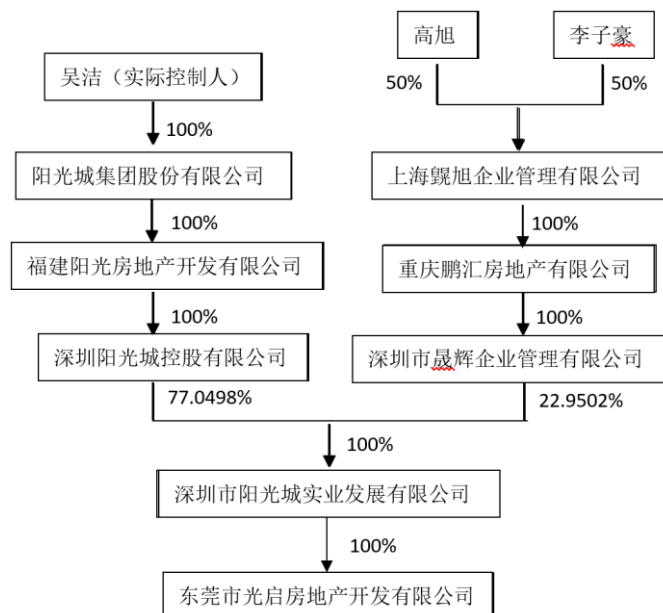 高旭
李子豪
吴洁（实际控制人）
50%
50%
100%
阳光城集团股份有限公司
上海觊旭企业管理有限公司
100%
100%
福建阳光房地产开发有限公司
重庆鹏汇房地产有限公司
100%
100%
深圳阳光城控股有限公司
深圳市晟辉企业管理有限公司
77.0498%
22.9502%
100%
深圳市阳光城实业发展有限公司
100%
东莞市光启房地产开发有限公司